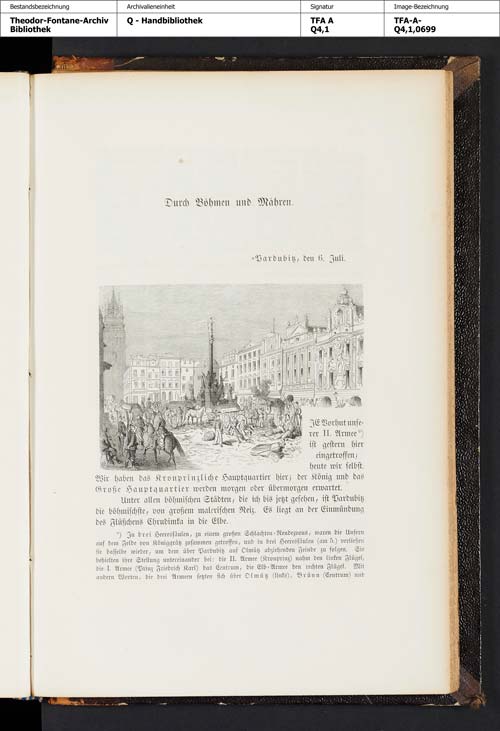 Bestandsbezeichnung Archivalieneinheit Signatur Image-Bezeichnung
Theodor-Fontane-Archiv Q - Handbibliothek TFA A TFA-A-
Bibliothek Q4,1 Q4,1,0699
Durch Böhmen und Mähren.
»Pardubitz, den 6. Juli.
IE Vorhut unse-
rer II. Armee*)
ist gestern hier
eingetroffen;
heute wir selbst.
Wir haben das Kronprinzliche Hauptquartier hier; der König und das
Große Hauptquartier werden morgen oder übermorgen erwartet.
Unter allen böhmischen Städten, die ich bis jetzt gesehen, ist Pardubitz
die böhmischste, von großem malerischen Reiz. Es liegt an der Einmündung
des Flüßchens Chrudimka in die Elbe.
*) In drei Heeressäulen, zu einem großen Schlachten-Rendezvous, waren die Unsern
auf dem Felde von Königgrätz zusammen getroffen, und in drei Heeressäulen (am 5.) verließen
sie dasselbe wieder, um dem über Pardubitz auf Olmütz abziehenden Feinde zu folgen. Sie
behielten ihre Stellung untereinander bei: die II. Armee (Kronprinz) nahm den linken Flügel,
die I. Armee (Prinz Friedrich Karl) das Centrum, die Elb-Armee den rechten Flügel. Mit
andern Worten, die drei Armeen setzten sich über Olmütz (links), Brünn (Centrum) und